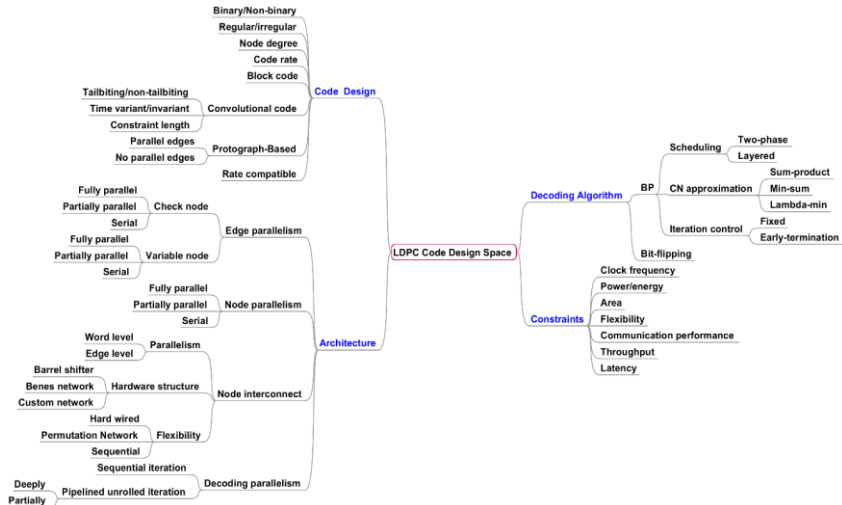 Binary/Non-binary
Regular/irregular
Node degree
Code rate
Block code
Code Design
Tailbiting/non-tailbiting
Time variant/invariant
Convolutional code
Constraint length
Parallel edges
Protograph-Based
No parallel edges
Rate compatible
Fully parallel
Partially parallel
Check node
Serial
Edge parallelism
Fully parallel
Partially parallel
Variable node
Serial
Fully parallel
Partially parallel
Node parallelism
Serial
Architecture
Word level
Parallelism
Edge level
Barrel shifter
Benes network
Hardware structure
Custom network
Node interconnect
Hard wired
Permutation Network
Flexibility
Sequential
Sequential iteration
Decoding parallelism
Deeply
Pipelined unrolled iteration
Partially
LDPC Code Design Space
Decoding Algorithm
BP
Scheduling
Two-phase
Layered
CN approximation
Sum-product
Min-sum
Lambda-min
Iteration control
Fixed
Early-termination
Bit-flipping
Constraints
Clock frequency
Power/energy
Area
Flexibility
Communication performance
Throughput
Latency